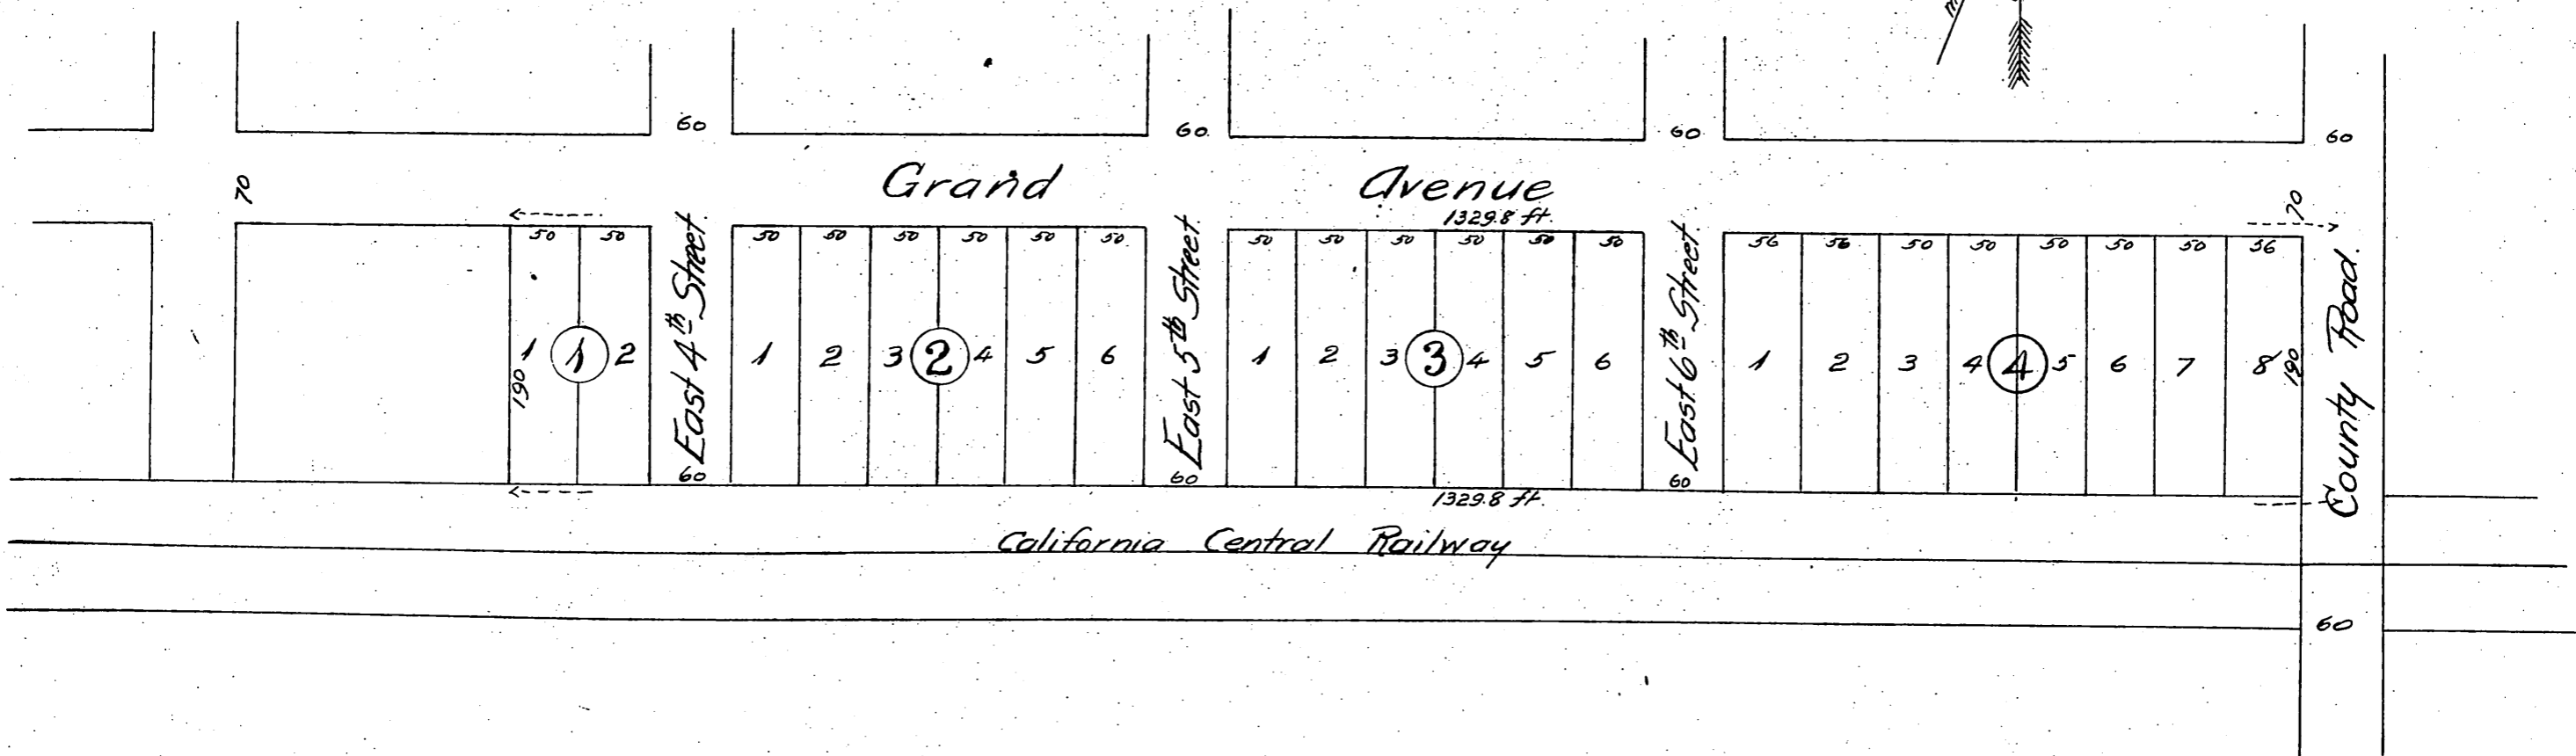 60 60. 60. 60
Grand Avenue
70 1329.8 ft. 70
50 50 50 50 50 50 50 50. 50 50 50 50 50 50 56 56. 50 50 50 50 50 56
East 4th Street.
East 5th Street.
East 6th Street.
County Road.
1 1 2 1 2 3 2 4 5 6 1 2 3 3 4 5 6 1 2 3 4 4 5 6 7 8
190 190
60 60 60
1329.8 ft.
California Central Railway
60